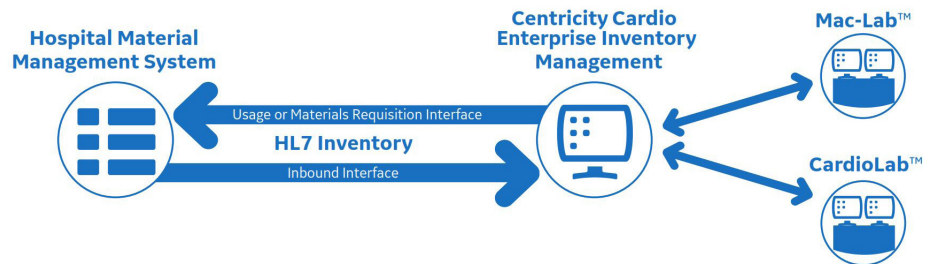 Hospital Material
Management System
Centricity Cardio
Enterprise Inventory
Management
Mac-Lab™
Usage or Materials Requisition Interface
HL7 Inventory
Inbound Interface
CardioLab™